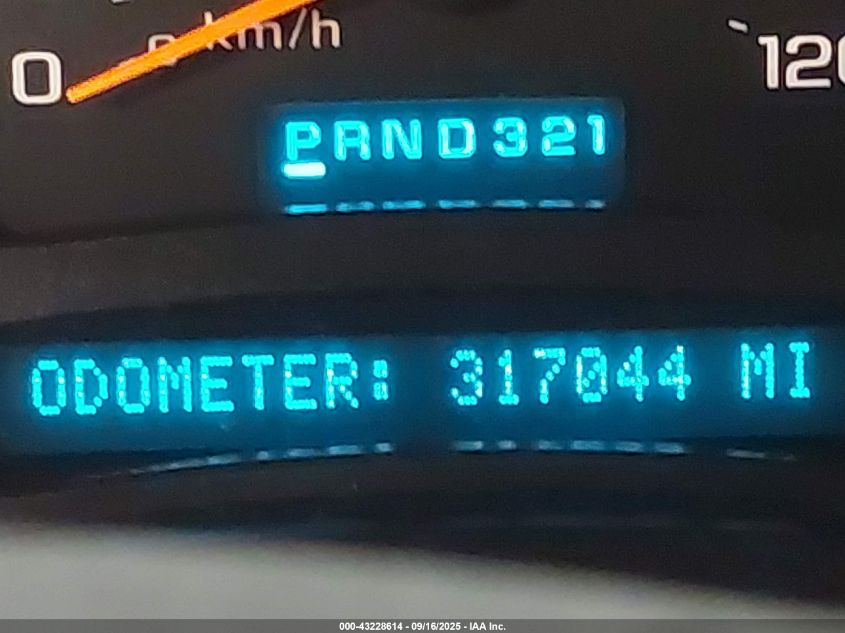 0 km/h 120
PRND321
ODOMETER: 317044 MI
000-43228614 - 09/16/2025 - IAA Inc.